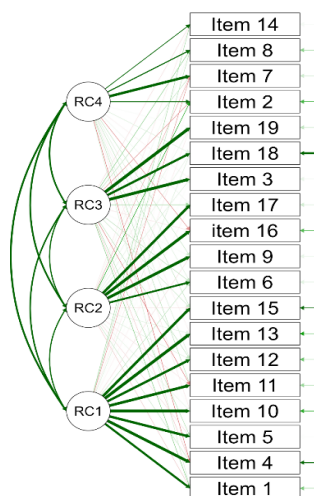 Item 14
Item 8
RC4
Item 7
Item 2
Item 19
Item 18
RC3
Item 3
Item 17
item 16
Item 9
RC2
Item 6
Item 15
Item 13
Item 12
Item 11
RC1
Item 10
Item 5
Item 4
Item 1